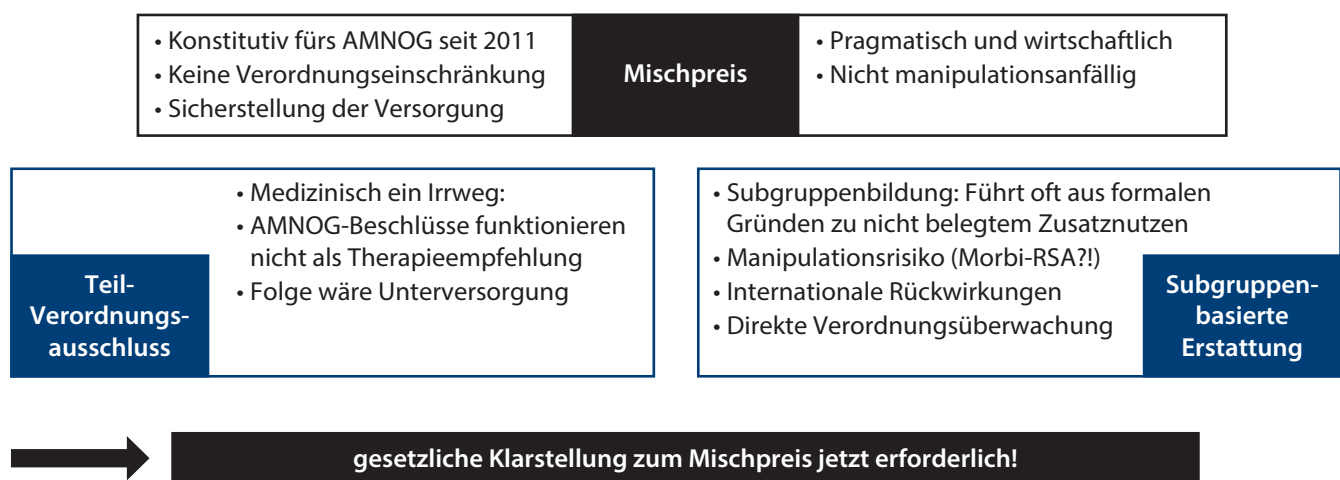 • Konstitutiv fürs AMNOG seit 2011
• Keine Verordnungseinschränkung
• Sicherstellung der Versorgung
Mischpreis
• Pragmatisch und wirtschaftlich
• Nicht manipulationsanfällig
Teil-
Verordnungs-
ausschluss
• Medizinisch ein Irrweg:
• AMNOG-Beschlüsse funktionieren
nicht als Therapieempfehlung
• Folge wäre Unterversorgung
• Subgruppenbildung: Führt oft aus formalen
Gründen zu nicht belegtem Zusatznutzen
• Manipulationsrisiko (Morbi-RSA?!)
• Internationale Rückwirkungen
• Direkte Verordnungsüberwachung
Subgruppen-
basierte
Erstattung
gesetzliche Klarstellung zum Mischpreis jetzt erforderlich!